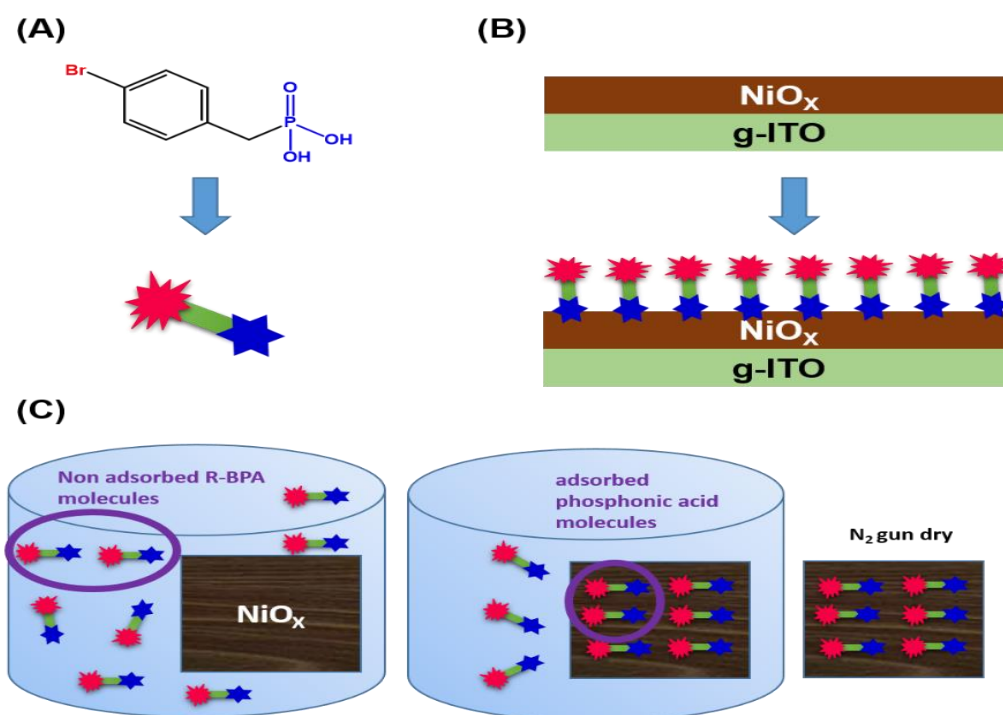 (A)
Br
O
P
OH
OH
(B)
NiOₓ
g-ITO
NiOₓ
g-ITO
(C)
Non adsorbed R-BPA
molecules
NiOₓ
adsorbed
phosphonic acid
molecules
N₂ gun dry